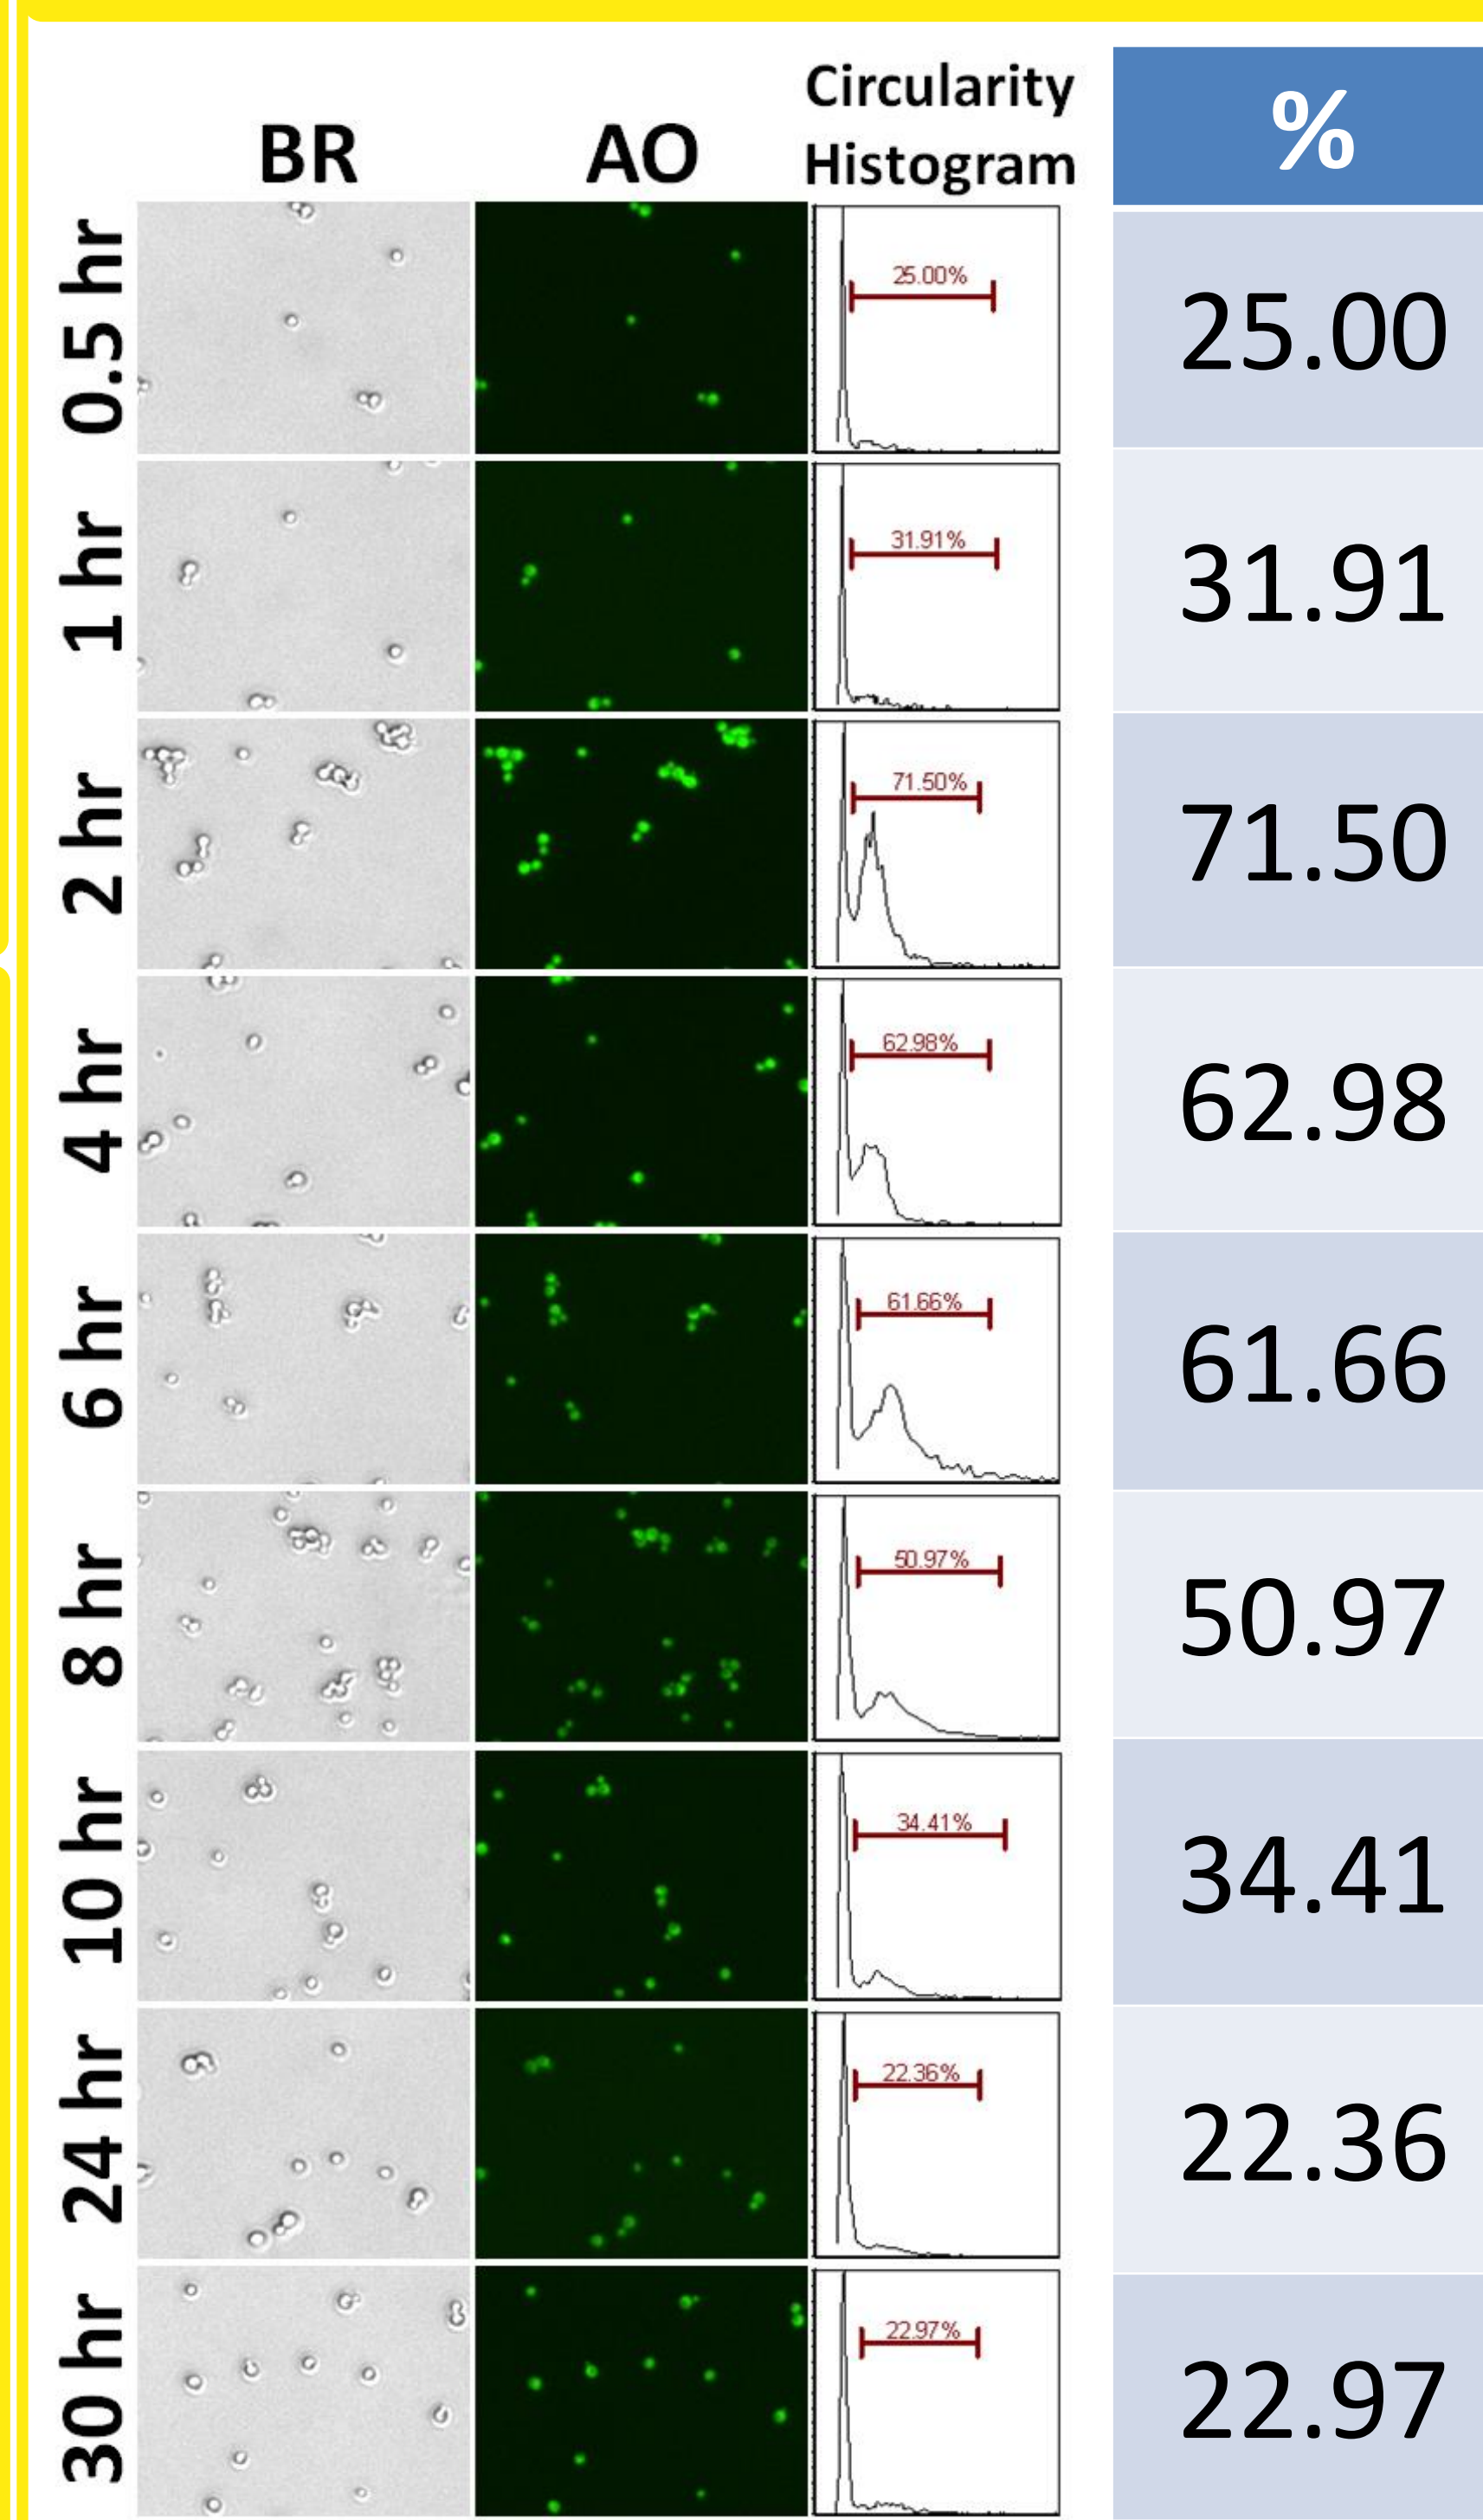 BR
AO
Circularity
Histogram
%
0.5 hr
25.00%
25.00
1 hr
31.91%
31.91
2 hr
71.50%
71.50
4 hr
62.98%
62.98
6 hr
61.66%
61.66
8 hr
50.97%
50.97
10 hr
34.41%
34.41
24 hr
22.36%
22.36
30 hr
22.97%
22.97